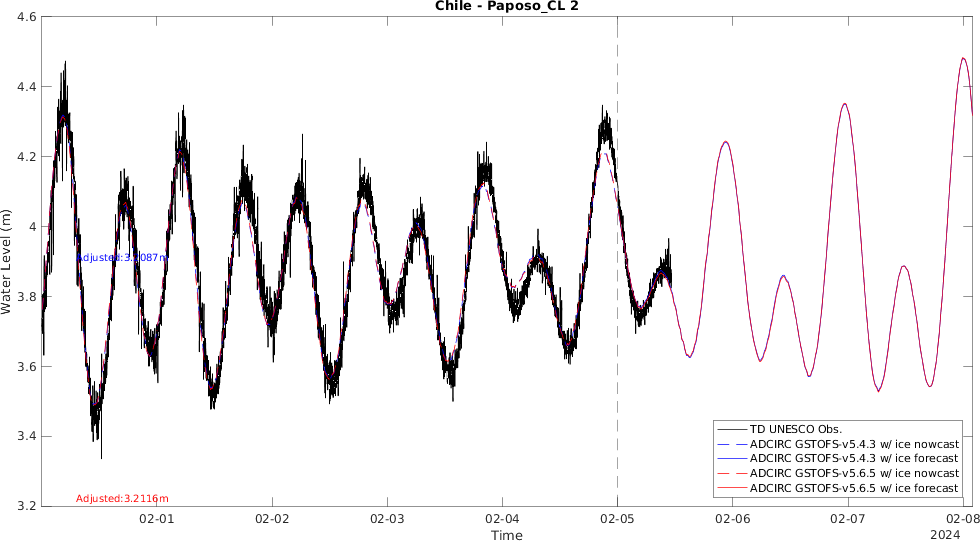 Chile - Paposo_CL 2
4.6
4.4
4.2
4
3.8
3.6
3.4
3.2
Water Level (m)
Adjusted:3.2116m
TD UNESCO Obs.
ADCIRC GSTOFS-v5.4.3 w/ ice nowcast
ADCIRC GSTOFS-v5.4.3 w/ ice forecast
ADCIRC GSTOFS-v5.6.5 w/ ice nowcast
ADCIRC GSTOFS-v5.6.5 w/ ice forecast
02-01 02-02 02-03 02-04 02-05 02-06 02-07 02-08
Time 2024